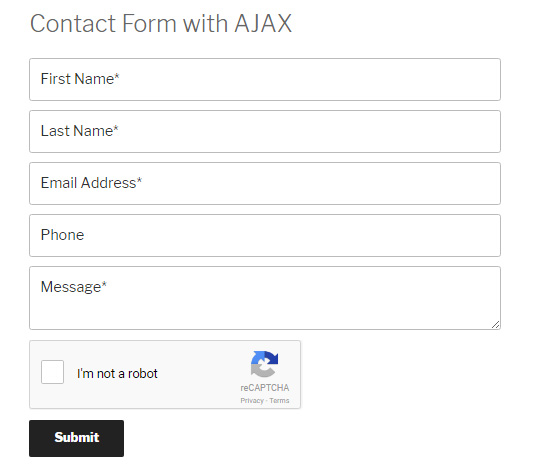 Contact Form with AJAX
First Name*
Last Name*
Email Address*
Phone
Message*
I'm not a robot
reCAPTCHA
Privacy - Terms
Submit